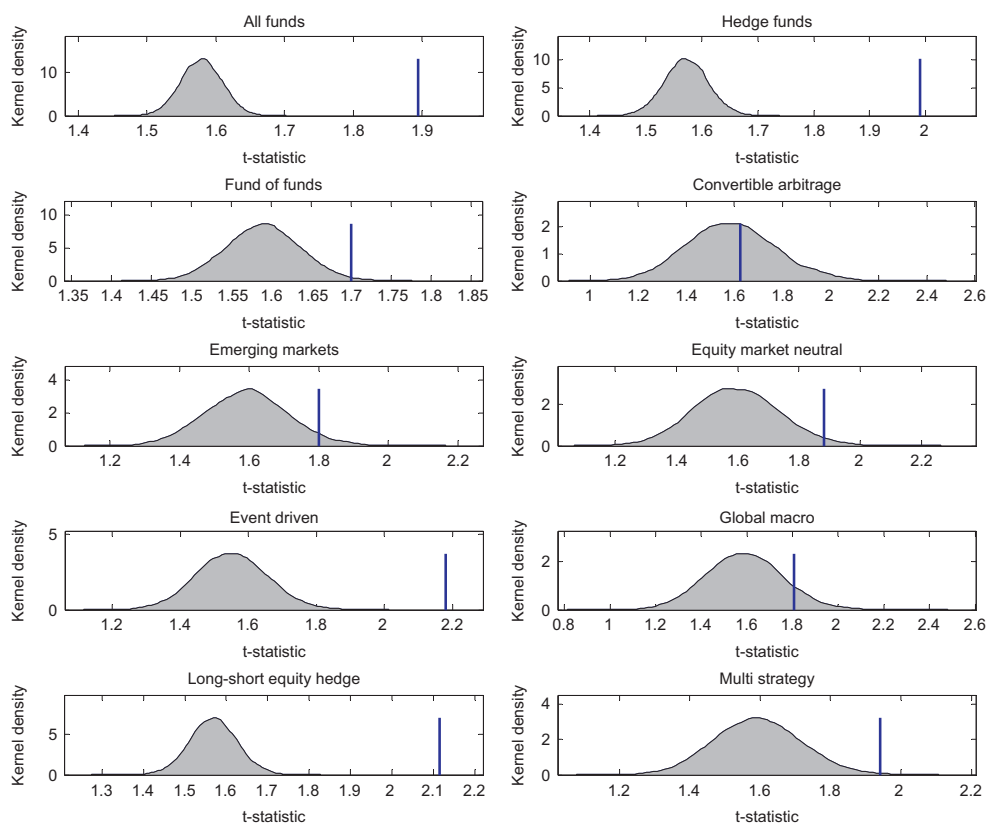 All funds
Kernel density
10
0
1.4 1.5 1.6 1.7 1.8 1.9
t-statistic
Hedge funds
Kernel density
10
5
0
1.4 1.5 1.6 1.7 1.8 1.9 2
t-statistic
Fund of funds
Kernel density
10
5
0
1.35 1.4 1.45 1.5 1.55 1.6 1.65 1.7 1.75 1.8 1.85
t-statistic
Convertible arbitrage
Kernel density
2
1
0
1 1.2 1.4 1.6 1.8 2 2.2 2.4 2.6
t-statistic
Emerging markets
Kernel density
4
2
0
1.2 1.4 1.6 1.8 2 2.2
t-statistic
Equity market neutral
Kernel density
2
0
1.2 1.4 1.6 1.8 2 2.2
t-statistic
Event driven
Kernel density
5
0
1.2 1.4 1.6 1.8 2 2.2
t-statistic
Global macro
Kernel density
2
0
0.8 1 1.2 1.4 1.6 1.8 2 2.2 2.4 2.6
t-statistic
Long-short equity hedge
Kernel density
5
0
1.3 1.4 1.5 1.6 1.7 1.8 1.9 2 2.1 2.2
t-statistic
Multi strategy
Kernel density
4
2
0
1.2 1.4 1.6 1.8 2 2.2
t-statistic